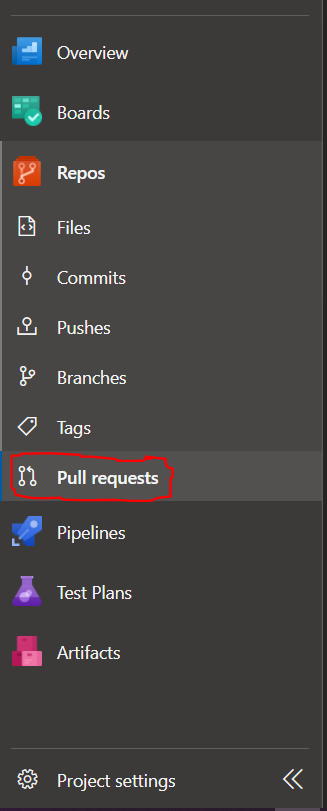 Overview
Boards
Repos
Files
Commits
Pushes
Branches
Tags
Pull requests
Pipelines
Test Plans
Artifacts
Project settings